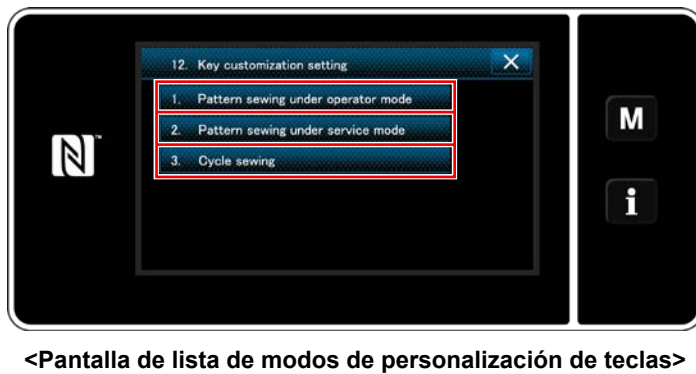 12. Key customization setting
1. Pattern sewing under operator mode
2. Pattern sewing under service mode
3. Cycle sewing
M
i
<Pantalla de lista de modos de personalización de teclas>